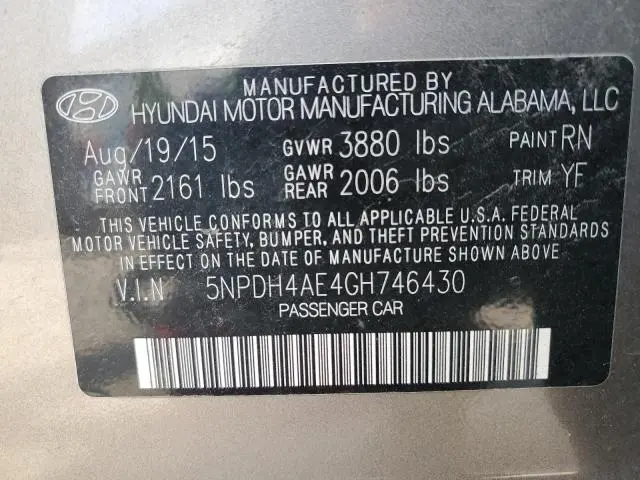 MANUFACTURED BY
HYUNDAI MOTOR MANUFACTURING ALABAMA, LLC
Aug/19/15 GVWR 3880 lbs PAINT RN
GAWR FRONT 2161 lbs GAWR REAR 2006 lbs TRIM YF
THIS VEHICLE CONFORMS TO ALL APPLICABLE U.S.A. FEDERAL
MOTOR VEHICLE SAFETY, BUMPER, AND THEFT PREVENTION STANDARDS
IN EFFECT ON THE DATE OF MANUFACTURE SHOWN ABOVE
V.I.N 5NPDH4AE4GH746430
PASSENGER CAR